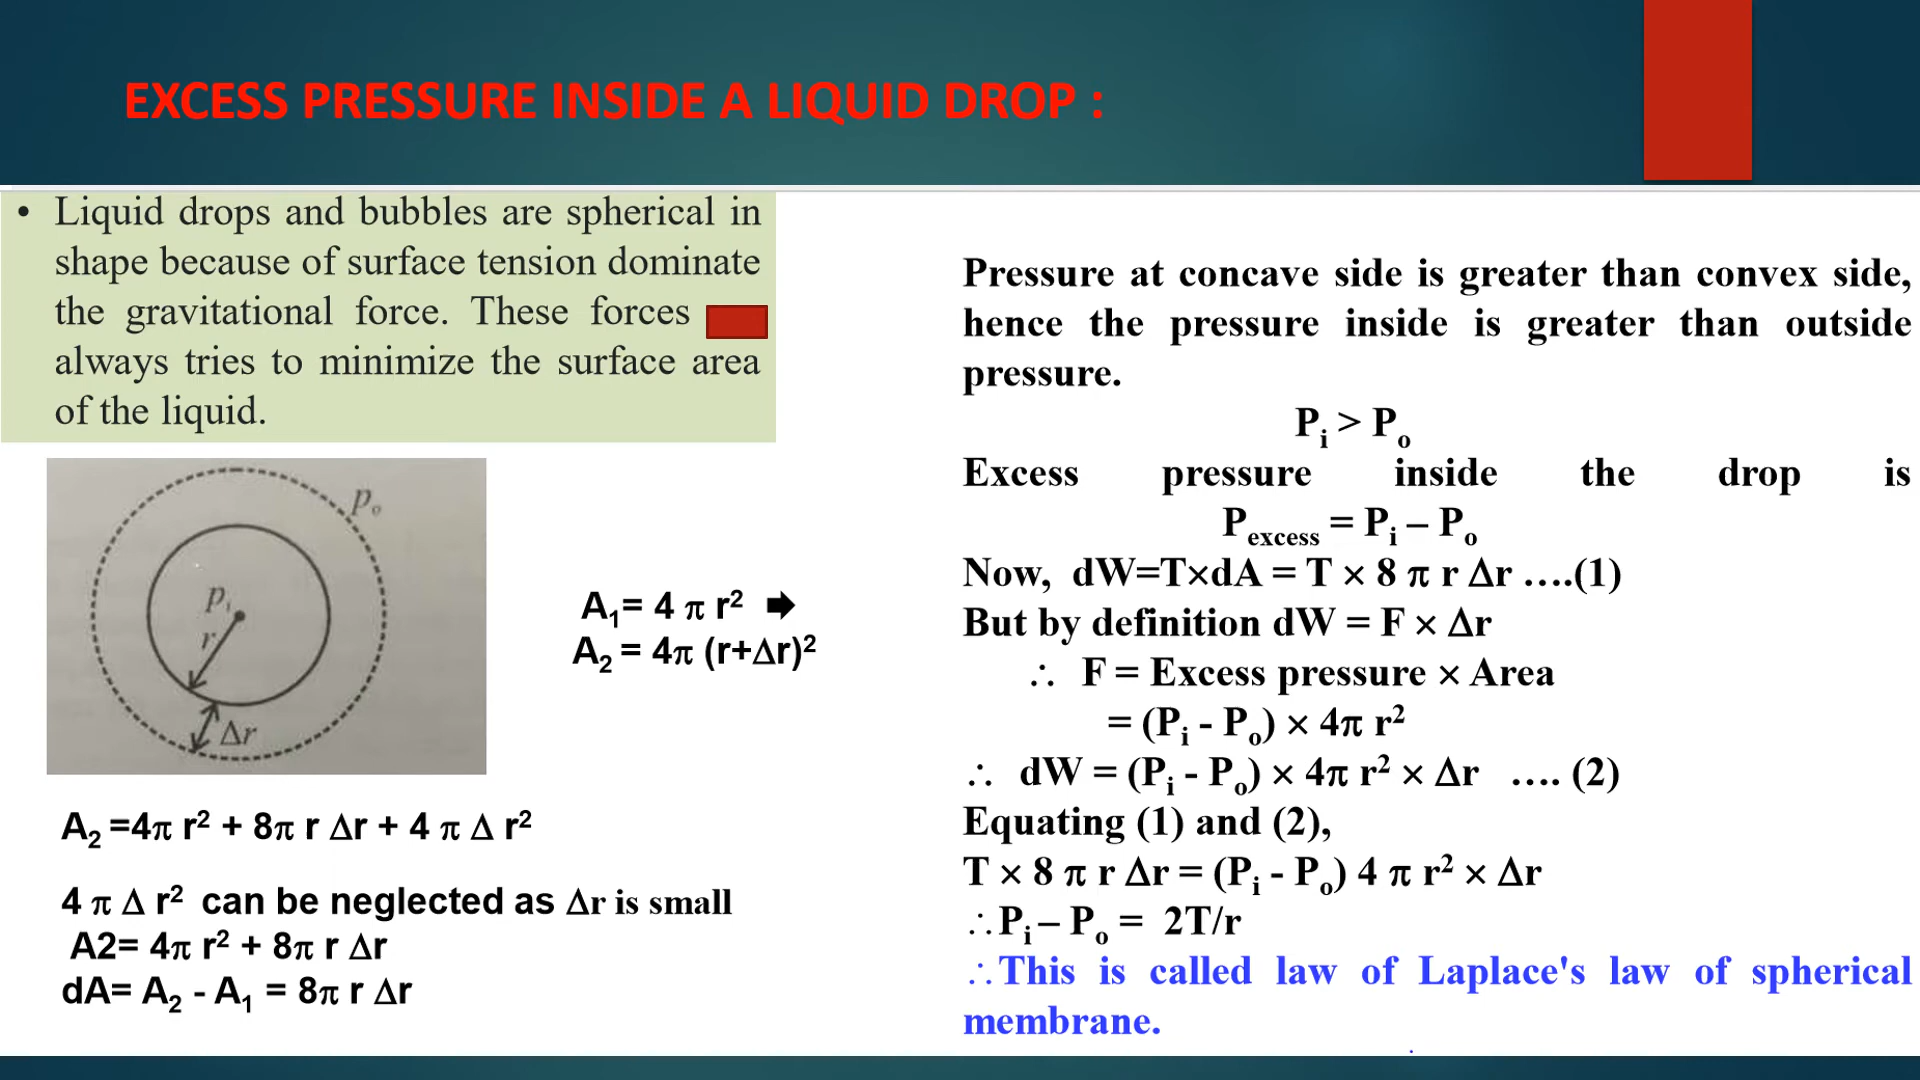 EXCESS PRESSURE INSIDE A LIQUID DROP :
• Liquid drops and bubbles are spherical in
shape because of surface tension dominate
the gravitational force. These forces
always tries to minimize the surface area
of the liquid.
pₒ
pᵢ
r
Δr
A₁= 4 π r² 🡺
A₂ = 4π (r+Δr)²
A₂ =4π r² + 8π r Δr + 4 π Δ r²
4 π Δ r² can be neglected as Δr is small
A2= 4π r² + 8π r Δr
dA= A₂ - A₁ = 8π r Δr
Pressure at concave side is greater than convex side,
hence the pressure inside is greater than outside
pressure.
Pᵢ > Pₒ
Excess pressure inside the drop is
Pₑₓcₑₛₛ = Pᵢ – Pₒ
Now, dW=T×dA = T × 8 π r Δr ….(1)
But by definition dW = F × Δr
∴ F = Excess pressure × Area
= (Pᵢ - Pₒ) × 4π r²
∴ dW = (Pᵢ - Pₒ) × 4π r² × Δr …. (2)
Equating (1) and (2),
T × 8 π r Δr = (Pᵢ - Pₒ) 4 π r² × Δr
∴Pᵢ – Pₒ = 2T/r
∴This is called law of Laplace's law of spherical
membrane.